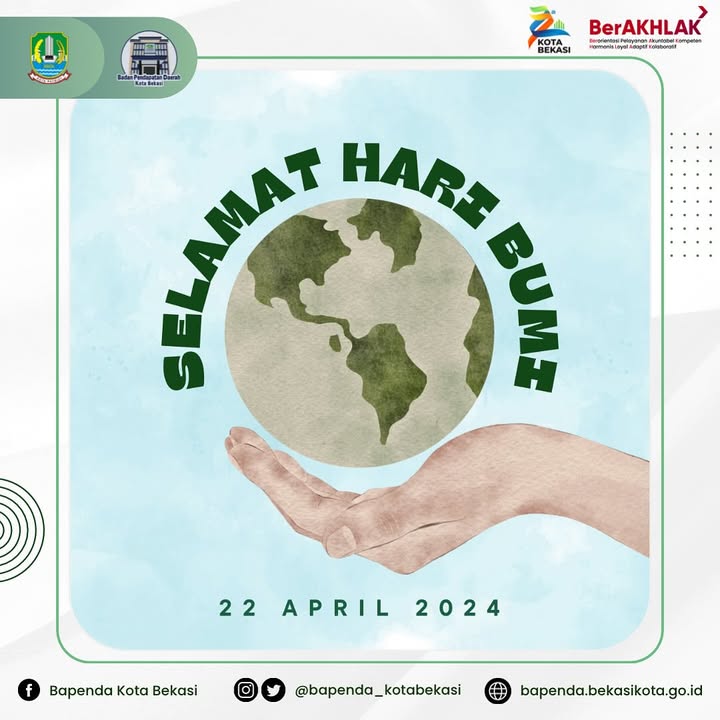 Badan Pendapatan Daerah
Kota Bekasi
KOTA
BEKASI
BerAKHLAK
Berorientasi Pelayanan Akuntabel Kompeten
Harmonis Loyal Adaptif Kolaboratif
SELAMAT HARI BUMI
22 APRIL 2024
Bapenda Kota Bekasi
@bapenda_kotabekasi
bapenda.bekasikota.go.id